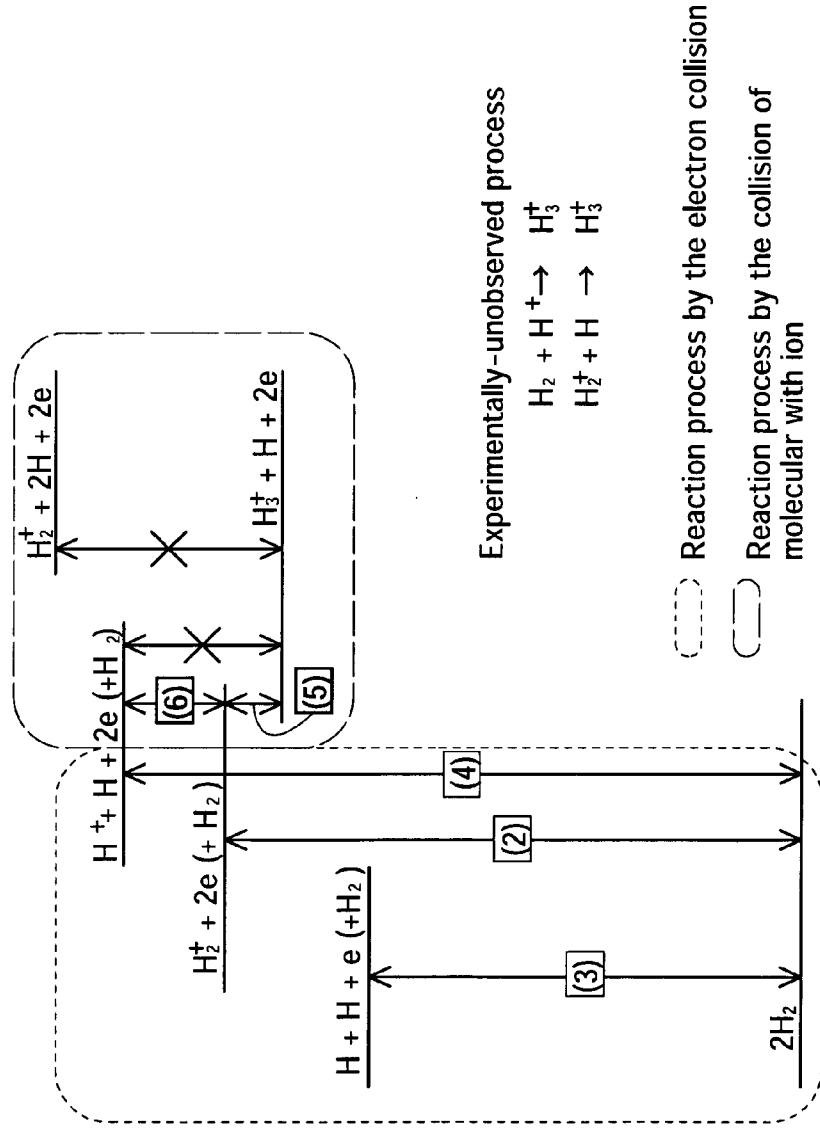 H₂⁺ + 2H + 2e
H⁺ + H + 2e (+H₂)
(6)
H₃⁺ + H + 2e
(5)
H₂⁺ + 2e (+ H₂)
(4)
(2)
H + H + e (+H₂)
(3)
2H₂
Experimentally-unobserved process
H₂ + H⁺ → H₃⁺
H₂⁺ + H → H₃⁺
Reaction process by the electron collision
Reaction process by the collision of
molecular with ion